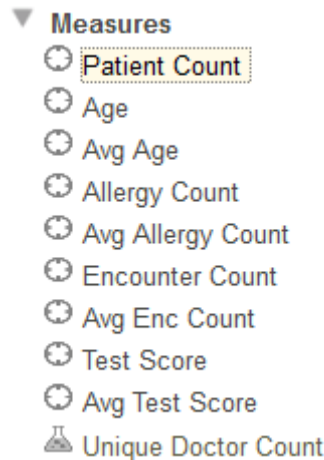 Measures
Patient Count
Age
Avg Age
Allergy Count
Avg Allergy Count
Encounter Count
Avg Enc Count
Test Score
Avg Test Score
Unique Doctor Count